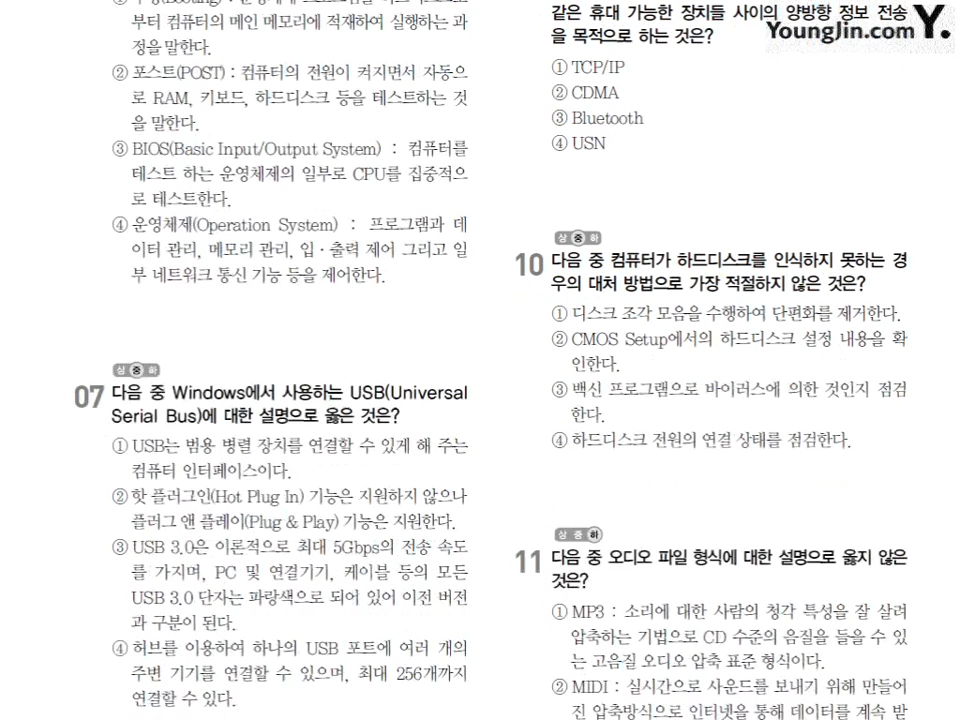 부터 컴퓨터의 메인 메모리에 적재하여 실행하는 과
정을 말한다.
② 포스트(POST) : 컴퓨터의 전원이 켜지면서 자동으
로 RAM, 키보드, 하드디스크 등을 테스트하는 것
을 말한다.
③ BIOS(Basic Input/Output System) : 컴퓨터를
테스트 하는 운영체제의 일부로 CPU를 집중적으
로 테스트한다.
④ 운영체제(Operation System) : 프로그램과 데
이터 관리, 메모리 관리, 입·출력 제어 그리고 일
부 네트워크 통신 기능 등을 제어한다.
상 중 하
07 다음 중 Windows에서 사용하는 USB(Universal
Serial Bus)에 대한 설명으로 옳은 것은?
① USB는 범용 병렬 장치를 연결할 수 있게 해 주는
컴퓨터 인터페이스이다.
② 핫 플러그인(Hot Plug In) 기능은 지원하지 않으나
플러그 앤 플레이(Plug & Play) 기능은 지원한다.
③ USB 3.0은 이론적으로 최대 5Gbps의 전송 속도
를 가지며, PC 및 연결기기, 케이블 등의 모든
USB 3.0 단자는 파랑색으로 되어 있어 이전 버전
과 구분이 된다.
④ 허브를 이용하여 하나의 USB 포트에 여러 개의
주변 기기를 연결할 수 있으며, 최대 256개까지
연결할 수 있다.
같은 휴대 가능한 장치들 사이의 양방향 정보 전송
을 목적으로 하는 것은?
YoungJin.com Y.
① TCP/IP
② CDMA
③ Bluetooth
④ USN
상 중 하
10 다음 중 컴퓨터가 하드디스크를 인식하지 못하는 경
우의 대처 방법으로 가장 적절하지 않은 것은?
① 디스크 조각 모음을 수행하여 단편화를 제거한다.
② CMOS Setup에서의 하드디스크 설정 내용을 확
인한다.
③ 백신 프로그램으로 바이러스에 의한 것인지 점검
한다.
④ 하드디스크 전원의 연결 상태를 점검한다.
상 중 하
11 다음 중 오디오 파일 형식에 대한 설명으로 옳지 않은
것은?
① MP3 : 소리에 대한 사람의 청각 특성을 잘 살려
압축하는 기법으로 CD 수준의 음질을 들을 수 있
는 고음질 오디오 압축 표준 형식이다.
② MIDI : 실시간으로 사운드를 보내기 위해 만들어
진 압축방식으로 인터넷을 통해 데이터를 계속 받